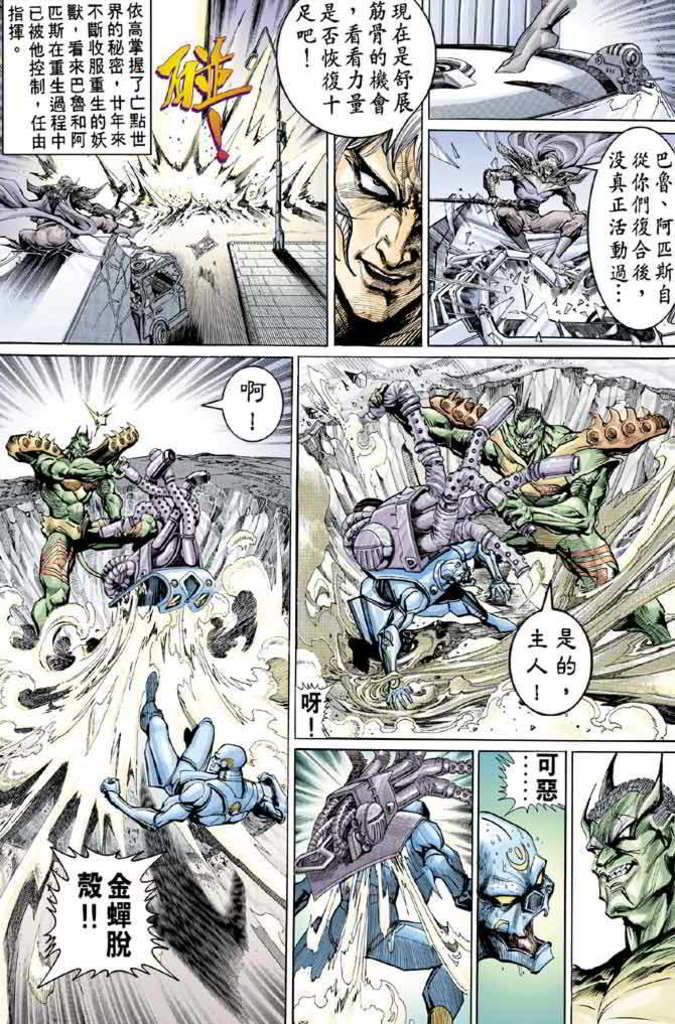 巴魯、阿匹斯自
從你們復合後，
沒真正活動過…
現在是舒展
筋骨的機會
，看看力量
是否恢復十
足吧！
碰！
依高掌握了亡點世
界的秘密，廿年來
不斷收服重生的妖
獸，看來巴魯和阿
匹斯在重生過程中
已被他控制，任由
指揮。
是的，
主人！
呀！
啊！
可惡
……
金蟬脫
殼!!